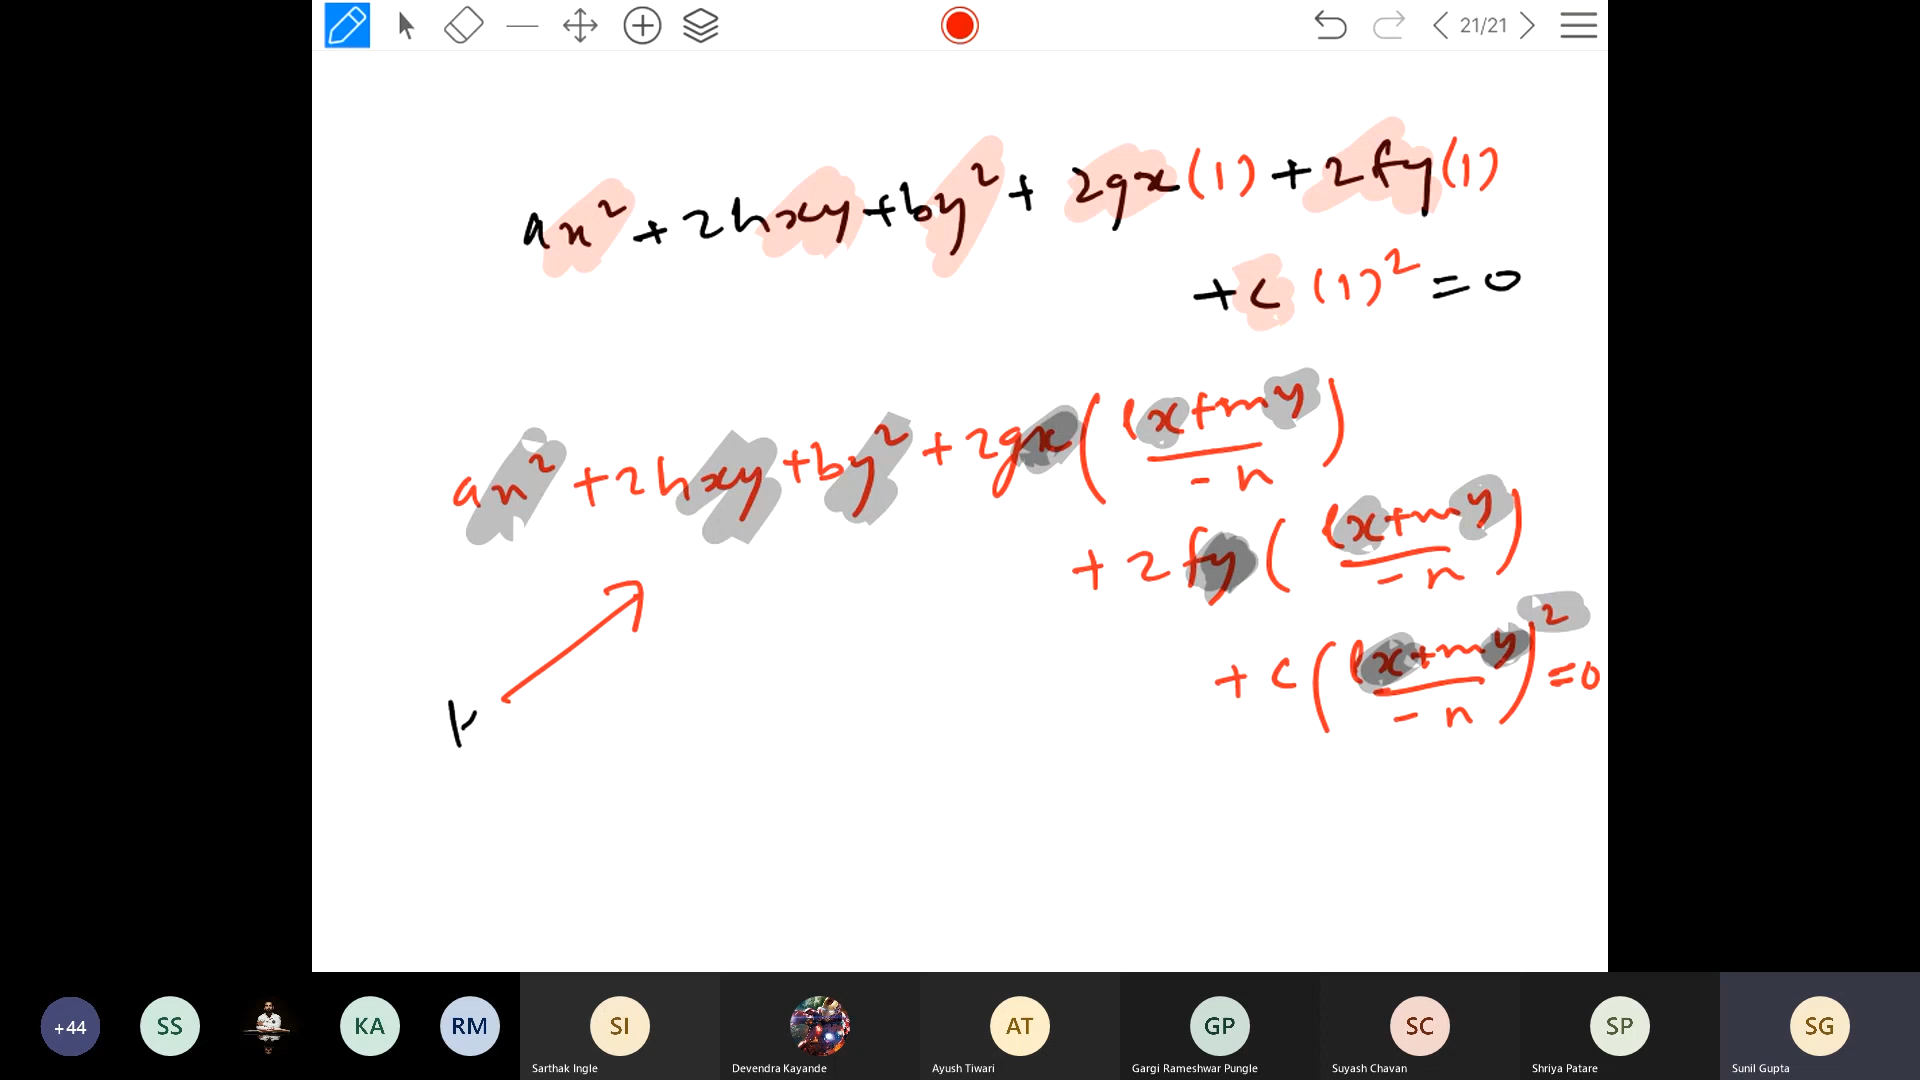 21/21
ax² + 2hxy + by² + 2gx(1) + 2fy(1)
+ c (1)² = 0
ax² + 2hxy + by² + 2gx((lx+my)/-n)
+ 2fy((lx+my)/-n)
+ c((lx+my)/-n)² = 0
+44 SS KA RM SI AT GP SC SP SG
Sarthak Ingle Devendra Kayande Ayush Tiwari Gargi Rameshwar Pungle Suyash Chavan Shriya Patare Sunil Gupta